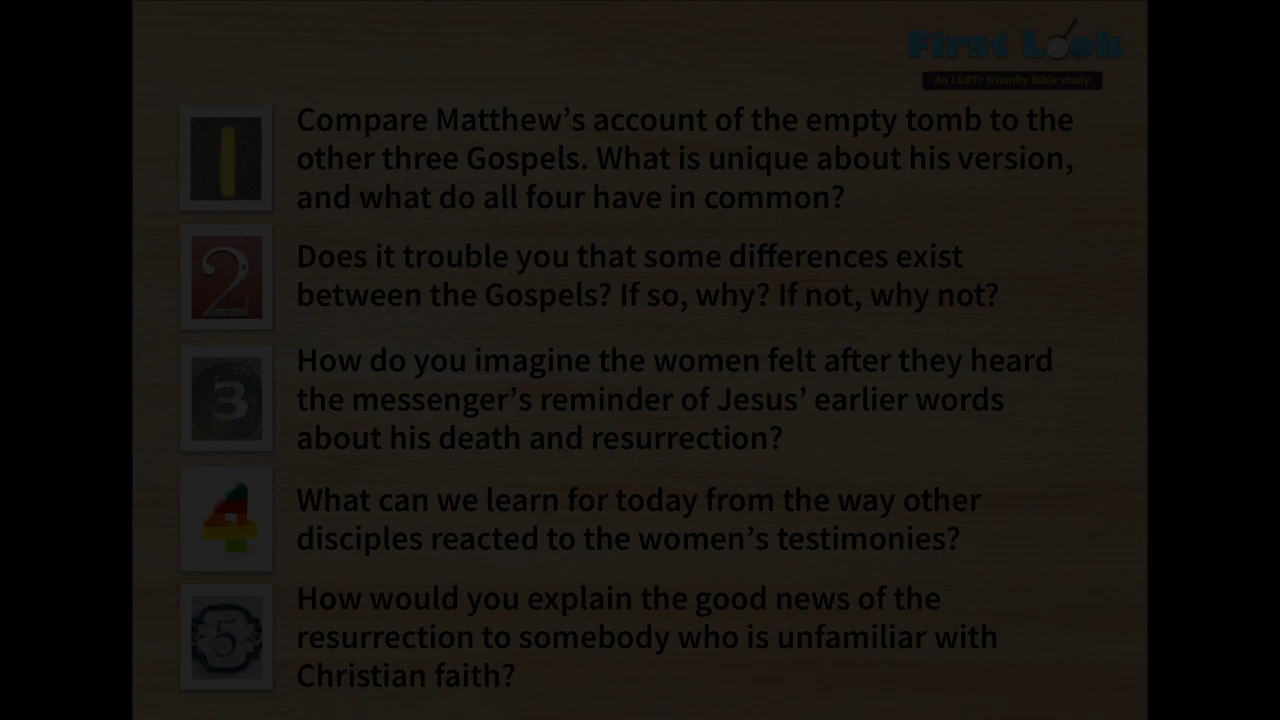 First Look
An LGBT+ friendly Bible study
1
Compare Matthew’s account of the empty tomb to the
other three Gospels. What is unique about his version,
and what do all four have in common?
2
Does it trouble you that some differences exist
between the Gospels? If so, why? If not, why not?
3
How do you imagine the women felt after they heard
the messenger’s reminder of Jesus’ earlier words
about his death and resurrection?
4
What can we learn for today from the way other
disciples reacted to the women’s testimonies?
5
How would you explain the good news of the
resurrection to somebody who is unfamiliar with
Christian faith?